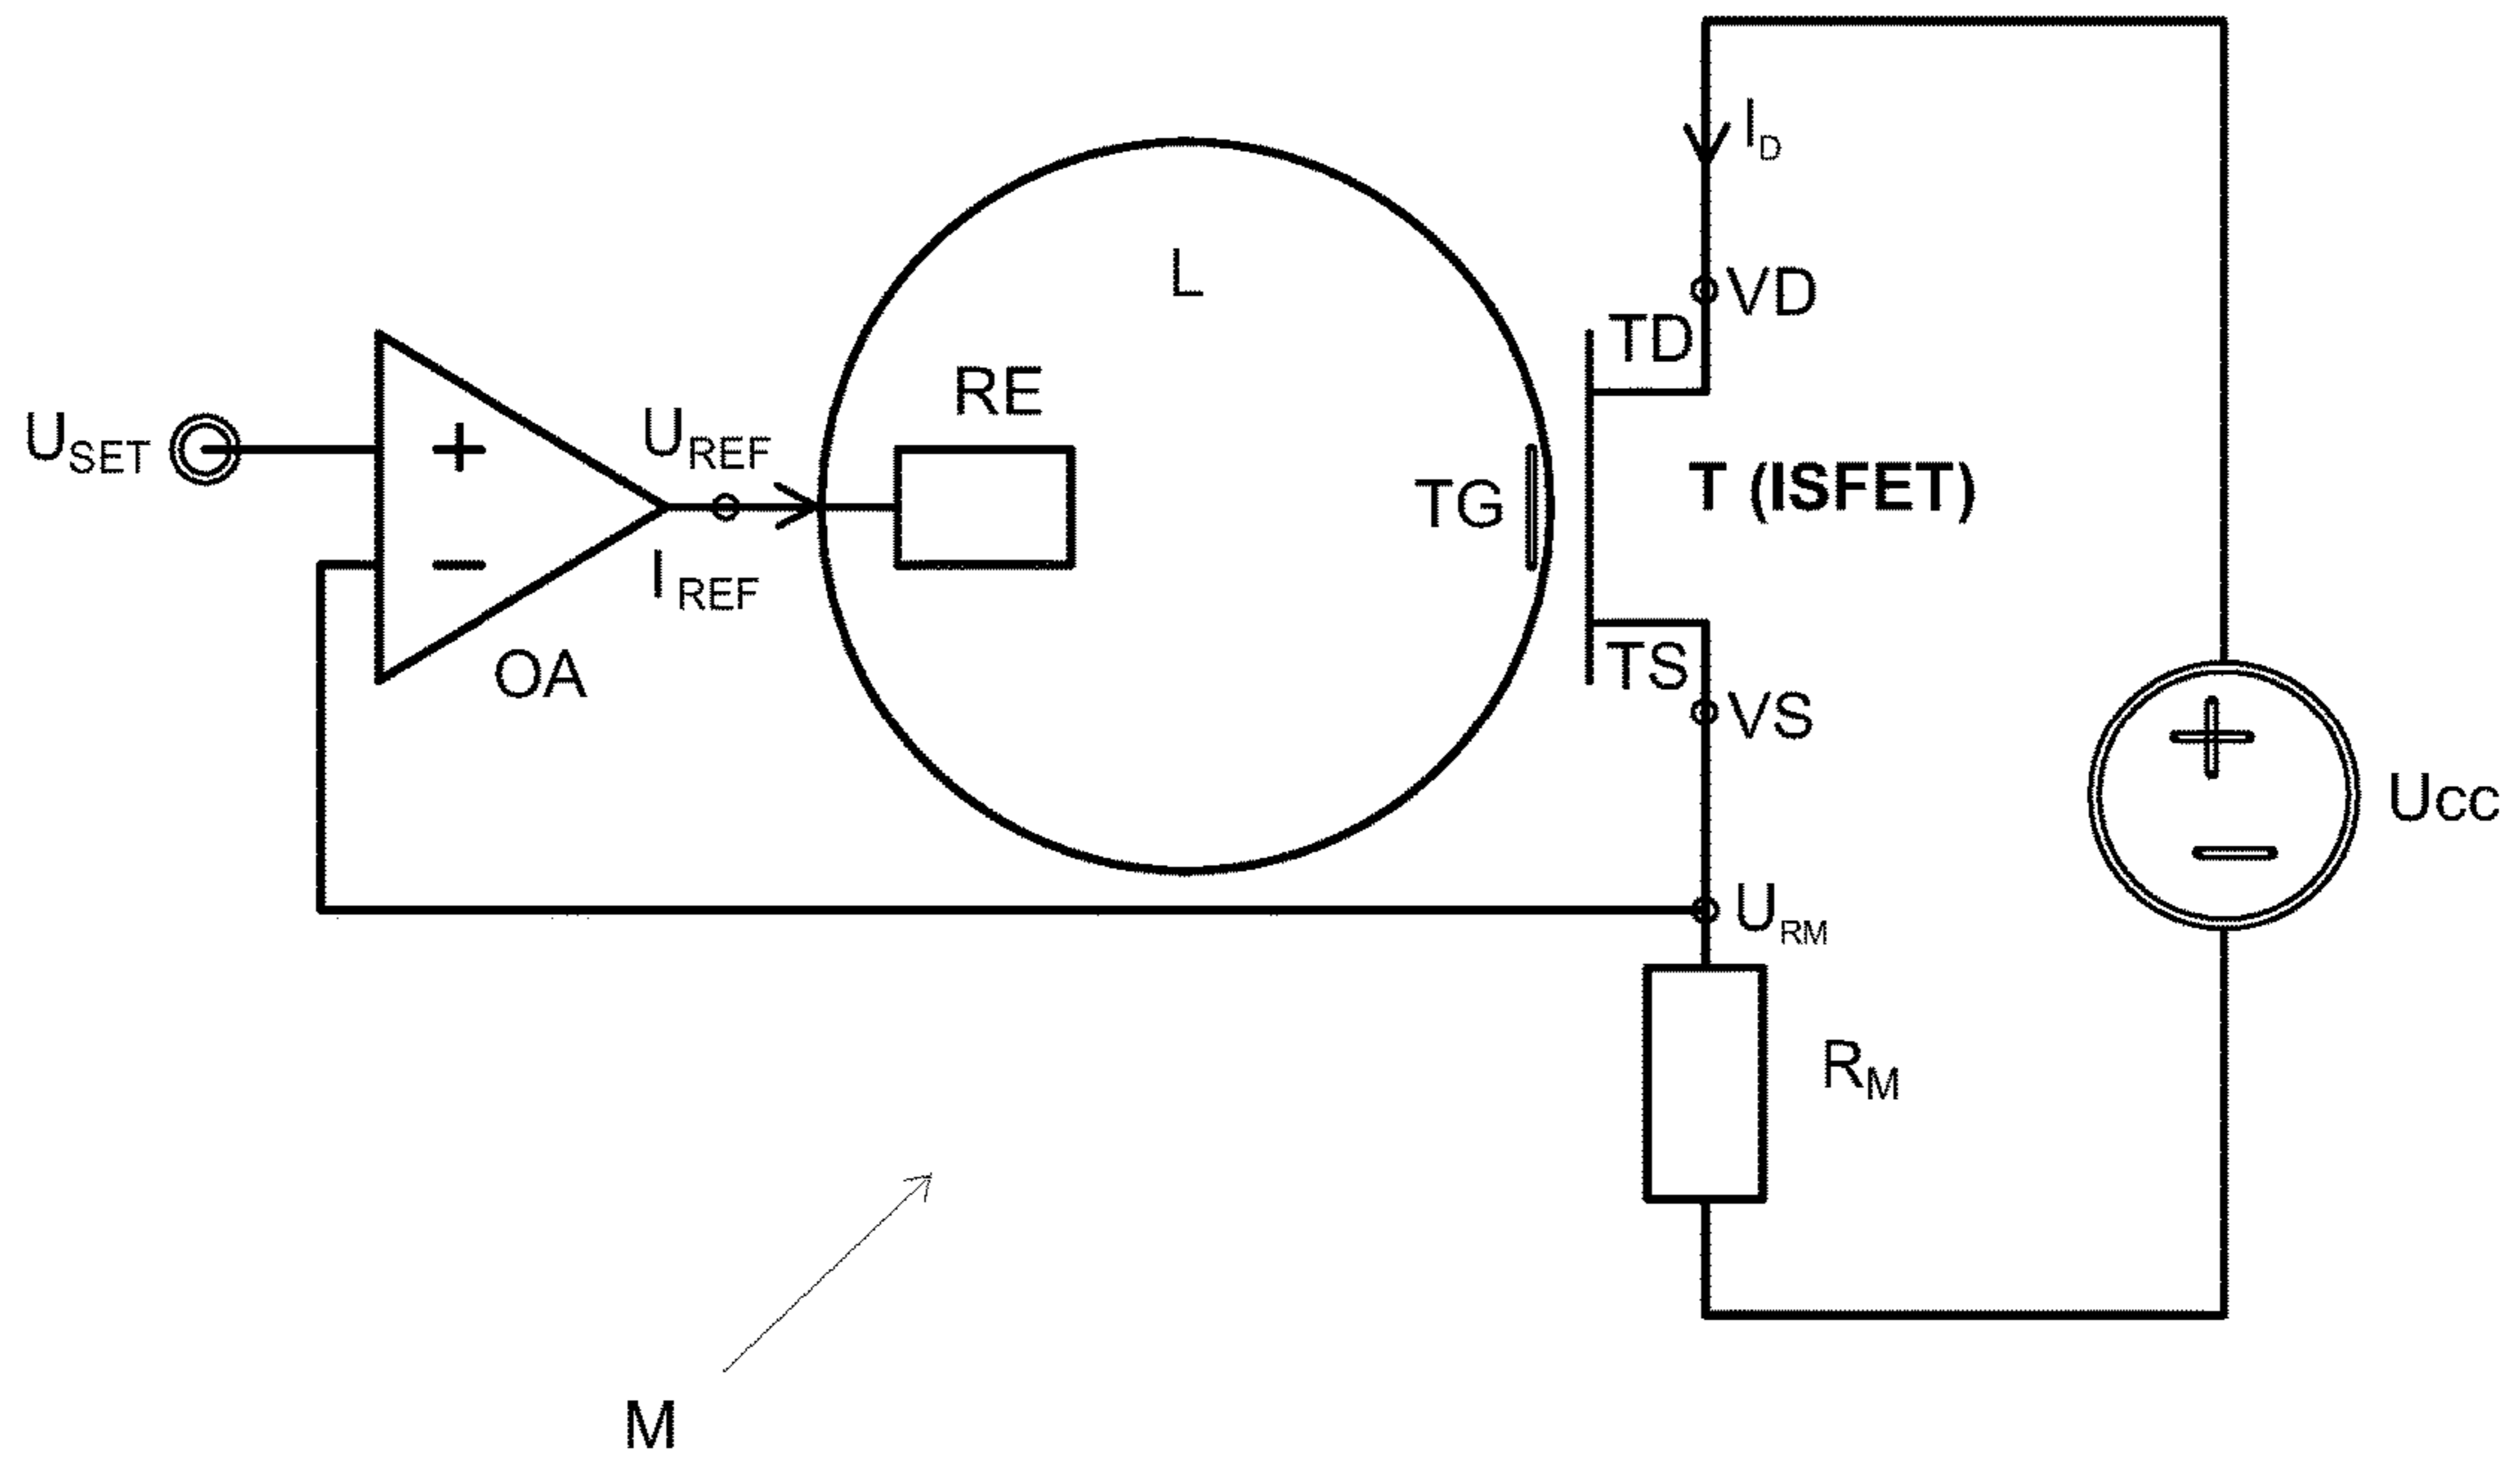 I_D
L
VD
TD
RE
U_SET
+
U_REF
TG
T (ISFET)
−
I_REF
OA
TS
VS
+
Ucc
−
U_RM
R_M
M